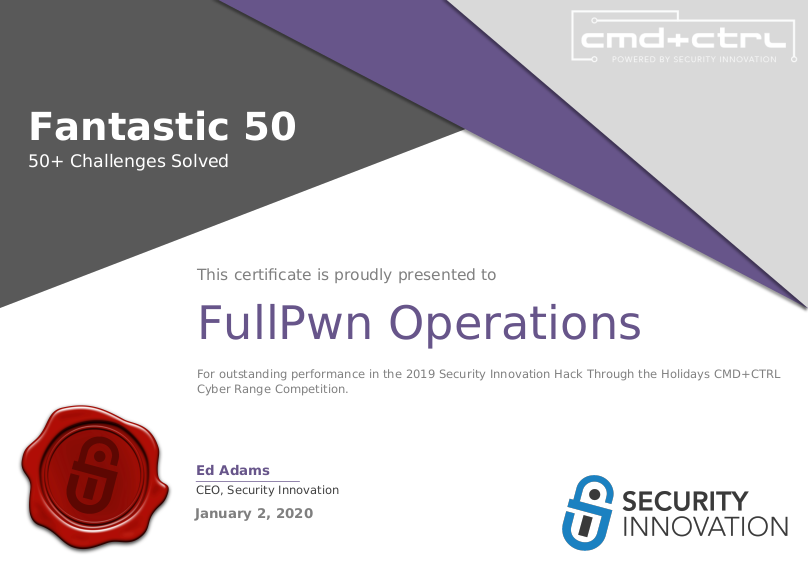 cmd+ctrl
POWERED BY SECURITY INNOVATION
Fantastic 50
50+ Challenges Solved
This certificate is proudly presented to
FullPwn Operations
For outstanding performance in the 2019 Security Innovation Hack Through the Holidays CMD+CTRL
Cyber Range Competition.
Ed Adams
CEO, Security Innovation
January 2, 2020
SECURITY
INNOVATION